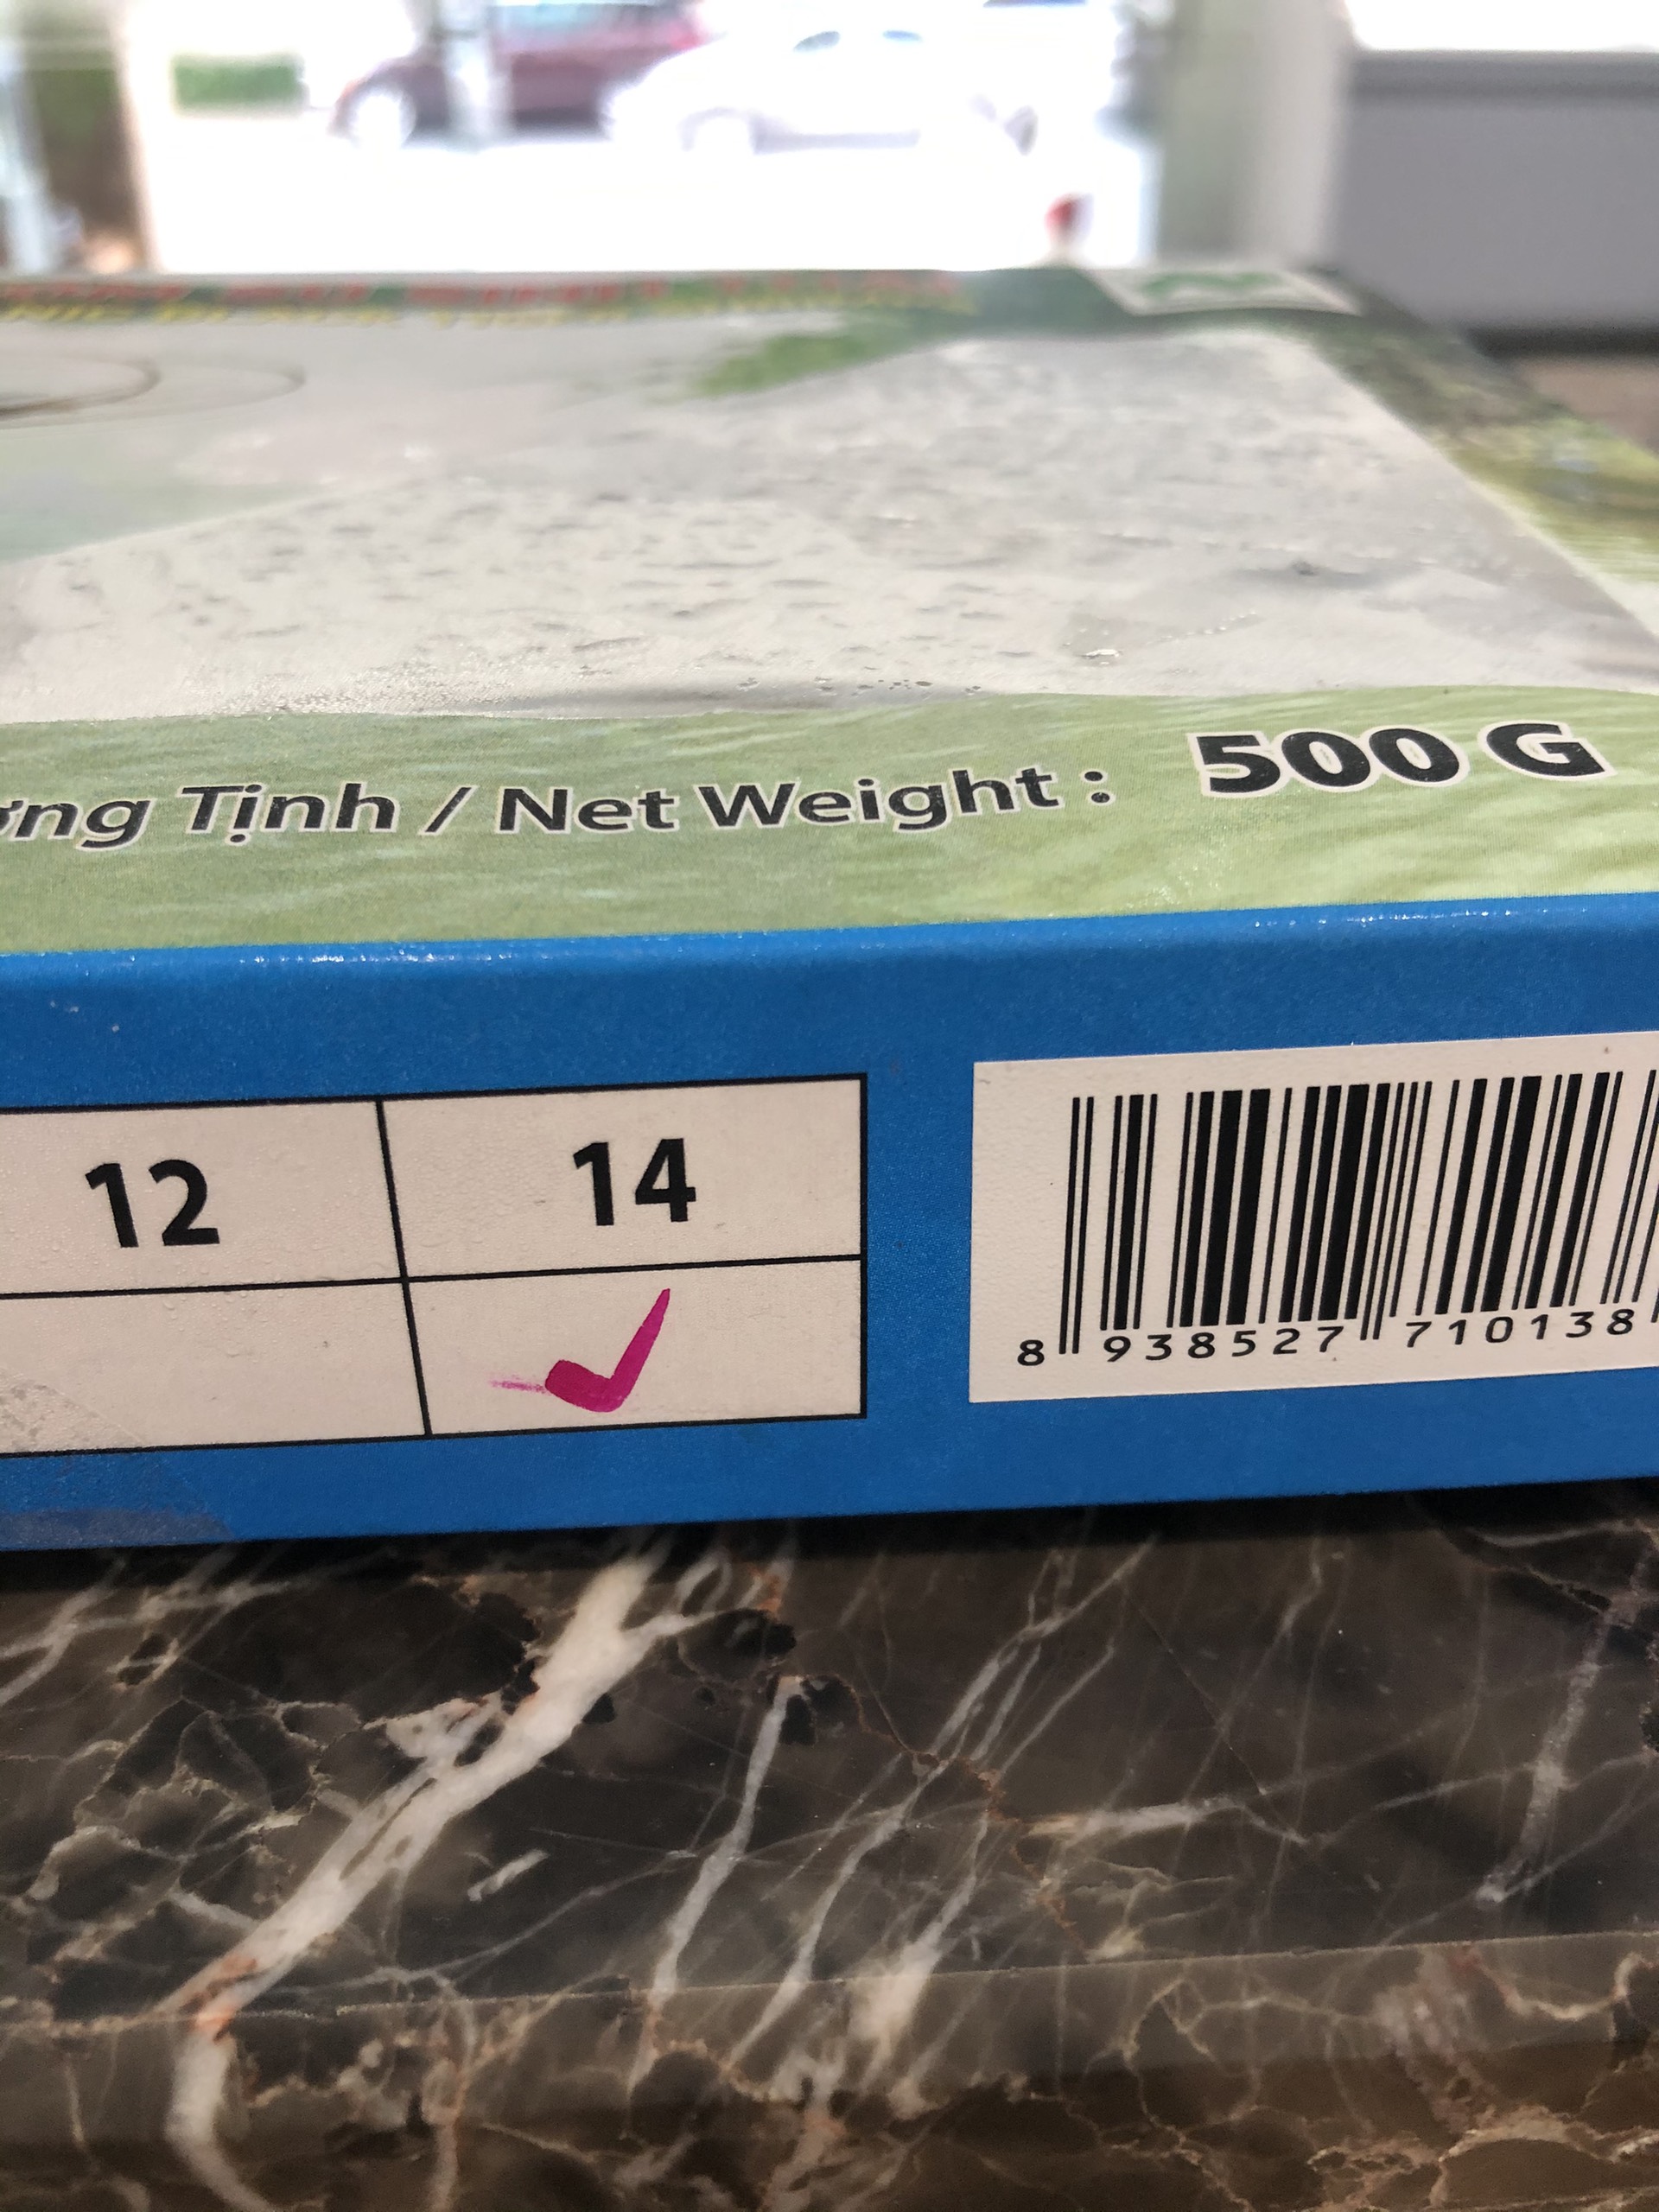 ợng Tịnh / Net Weight : 500 G
12 14
8 938527 710138